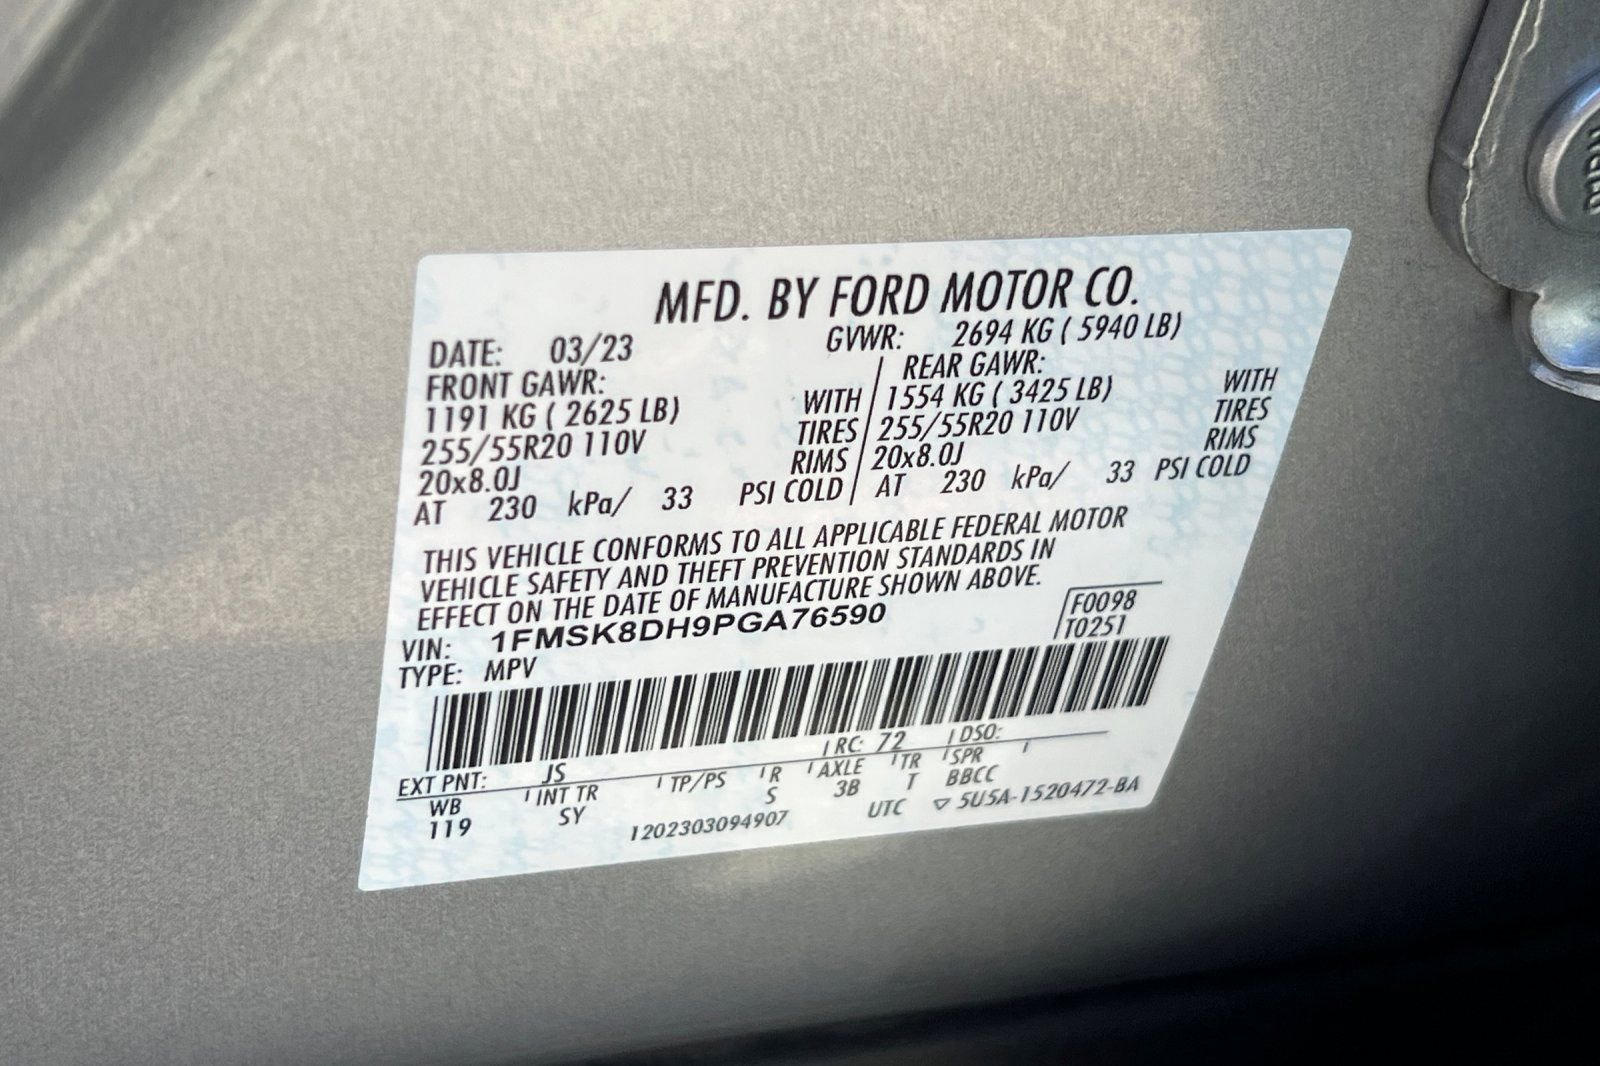 MFD. BY FORD MOTOR CO.
DATE: 03/23 GVWR: 2694 KG ( 5940 LB)
FRONT GAWR: REAR GAWR:
1191 KG ( 2625 LB) WITH 1554 KG ( 3425 LB) WITH
255/55R20 110V TIRES 255/55R20 110V TIRES
20x8.0J RIMS 20x8.0J RIMS
AT 230 kPa/ 33 PSI COLD AT 230 kPa/ 33 PSI COLD
THIS VEHICLE CONFORMS TO ALL APPLICABLE FEDERAL MOTOR
VEHICLE SAFETY AND THEFT PREVENTION STANDARDS IN
EFFECT ON THE DATE OF MANUFACTURE SHOWN ABOVE.
VIN: 1FMSK8DH9PGA76590 F0098
TYPE: MPV T0251
EXT PNT: JS RC: 72 DSO:
WB INT TR TP/PS R AXLE TR SPR
119 SY S 3B T BBCC
1202303094907 UTC ▽ 5U5A-1520472-BA